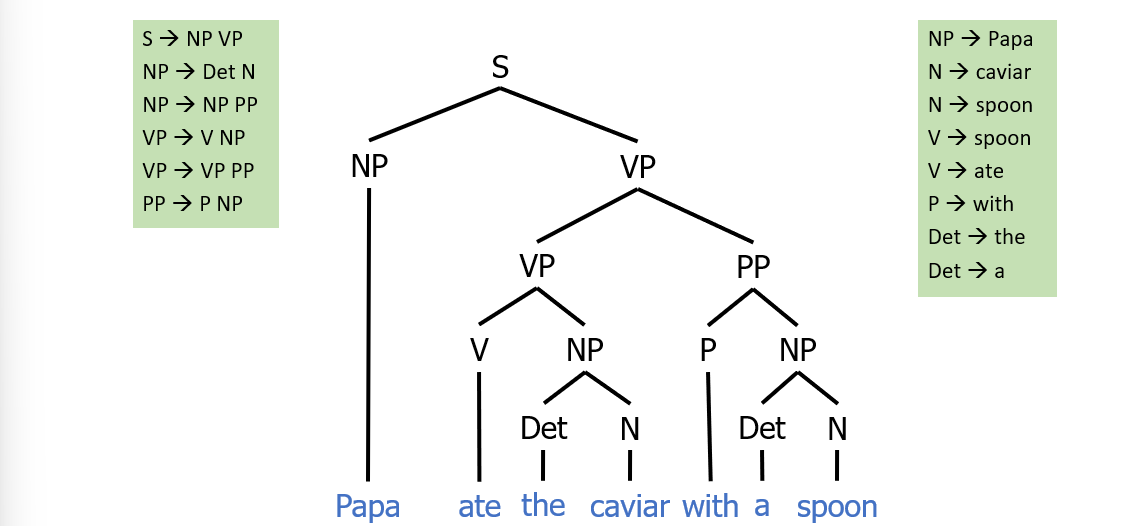 S → NP VP
NP → Det N
NP → NP PP
VP → V NP
VP → VP PP
PP → P NP
S
NP VP
VP PP
V NP P NP
Det N Det N
Papa ate the caviar with a spoon
NP → Papa
N → caviar
N → spoon
V → spoon
V → ate
P → with
Det → the
Det → a